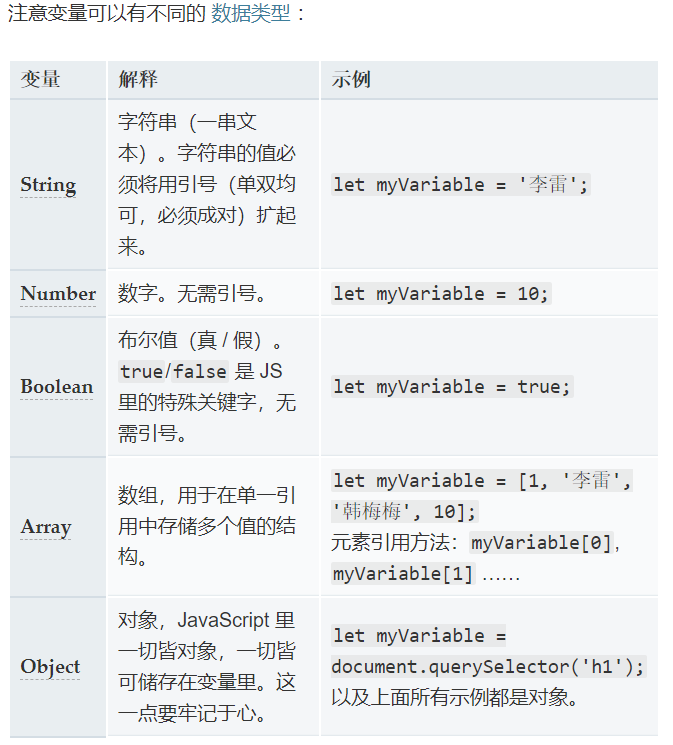 注意变量可以有不同的 数据类型 ：
变量 解释 示例
String
字符串（一串文
本）。字符串的值必
须将用引号（单双均
可，必须成对）扩起
来。
let myVariable = '李雷';
Number 数字。无需引号。 let myVariable = 10;
Boolean
布尔值（真 / 假）。
true/false 是 JS
里的特殊关键字，无
需引号。
let myVariable = true;
Array
数组，用于在单一引
用中存储多个值的结
构。
let myVariable = [1, '李雷',
'韩梅梅', 10];
元素引用方法：myVariable[0],
myVariable[1] ……
Object
对象，JavaScript 里
一切皆对象，一切皆
可储存在变量里。这
一点要牢记于心。
let myVariable =
document.querySelector('h1');
以及上面所有示例都是对象。